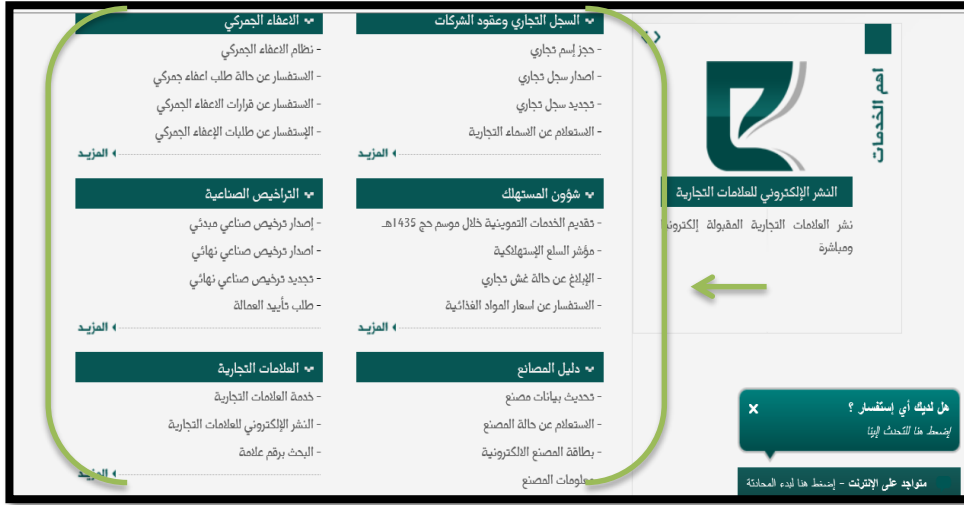 اهم الخدمات
النشر الإلكتروني للعلامات التجارية
نشر العلامات التجارية المقبولة إلكترونيا
ومباشرة
السجل التجاري وعقود الشركات
- حجز إسم تجاري
- اصدار سجل تجاري
- تجديد سجل تجاري
- الاستعلام عن الاسماء التجارية
المزيد
الاعفاء الجمركي
- نظام الاعفاء الجمركي
- الاستفسار عن حالة طلب اعفاء جمركي
- الاستفسار عن قرارات الاعفاء الجمركي
- الإستفسار عن طلبات الإعفاء الجمركي
المزيد
شؤون المستهلك
- تقديم الخدمات التموينية خلال موسم حج 1435هـ
- مؤشر السلع الإستهلاكية
- الإبلاغ عن حالة غش تجاري
- الاستفسار عن اسعار المواد الغذائية
المزيد
التراخيص الصناعية
- إصدار ترخيص صناعي مبدئي
- اصدار ترخيص صناعي نهائي
- تجديد ترخيص صناعي نهائي
- طلب تأييد العمالة
المزيد
دليل المصانع
- تحديث بيانات مصنع
- الاستعلام عن حالة المصنع
- بطاقة المصنع الالكترونية
- معلومات المصنع
العلامات التجارية
- خدمة العلامات التجارية
- النشر الإلكتروني للعلامات التجارية
- البحث برقم علامة
المزيد
هل لديك أي إستفسار ؟
إضغط هنا للتحدث إلينا
متواجد على الإنترنت - إضغط هنا لبدء المحادثة